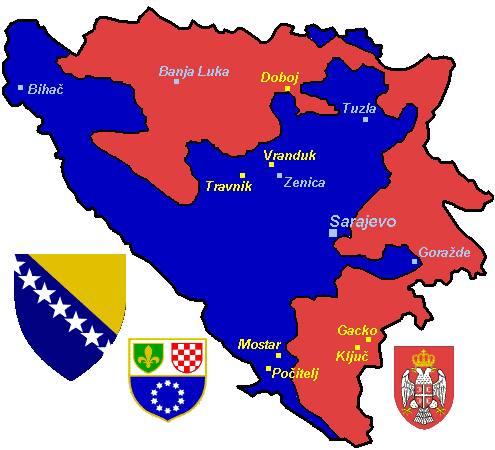 Banja Luka
Doboj
Bihač
Tuzla
Vranduk
Travnik
Zenica
Sarajevo
Goražde
Gacko
Mostar
Ključ
Počitelj